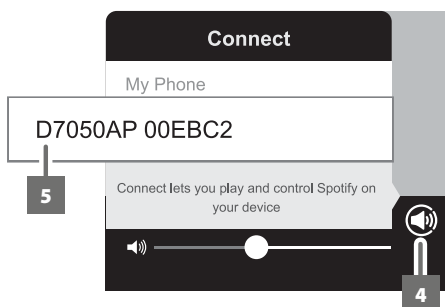 Connect
My Phone
D7050AP 00EBC2
5
Connect lets you play and control Spotify on
your device
4